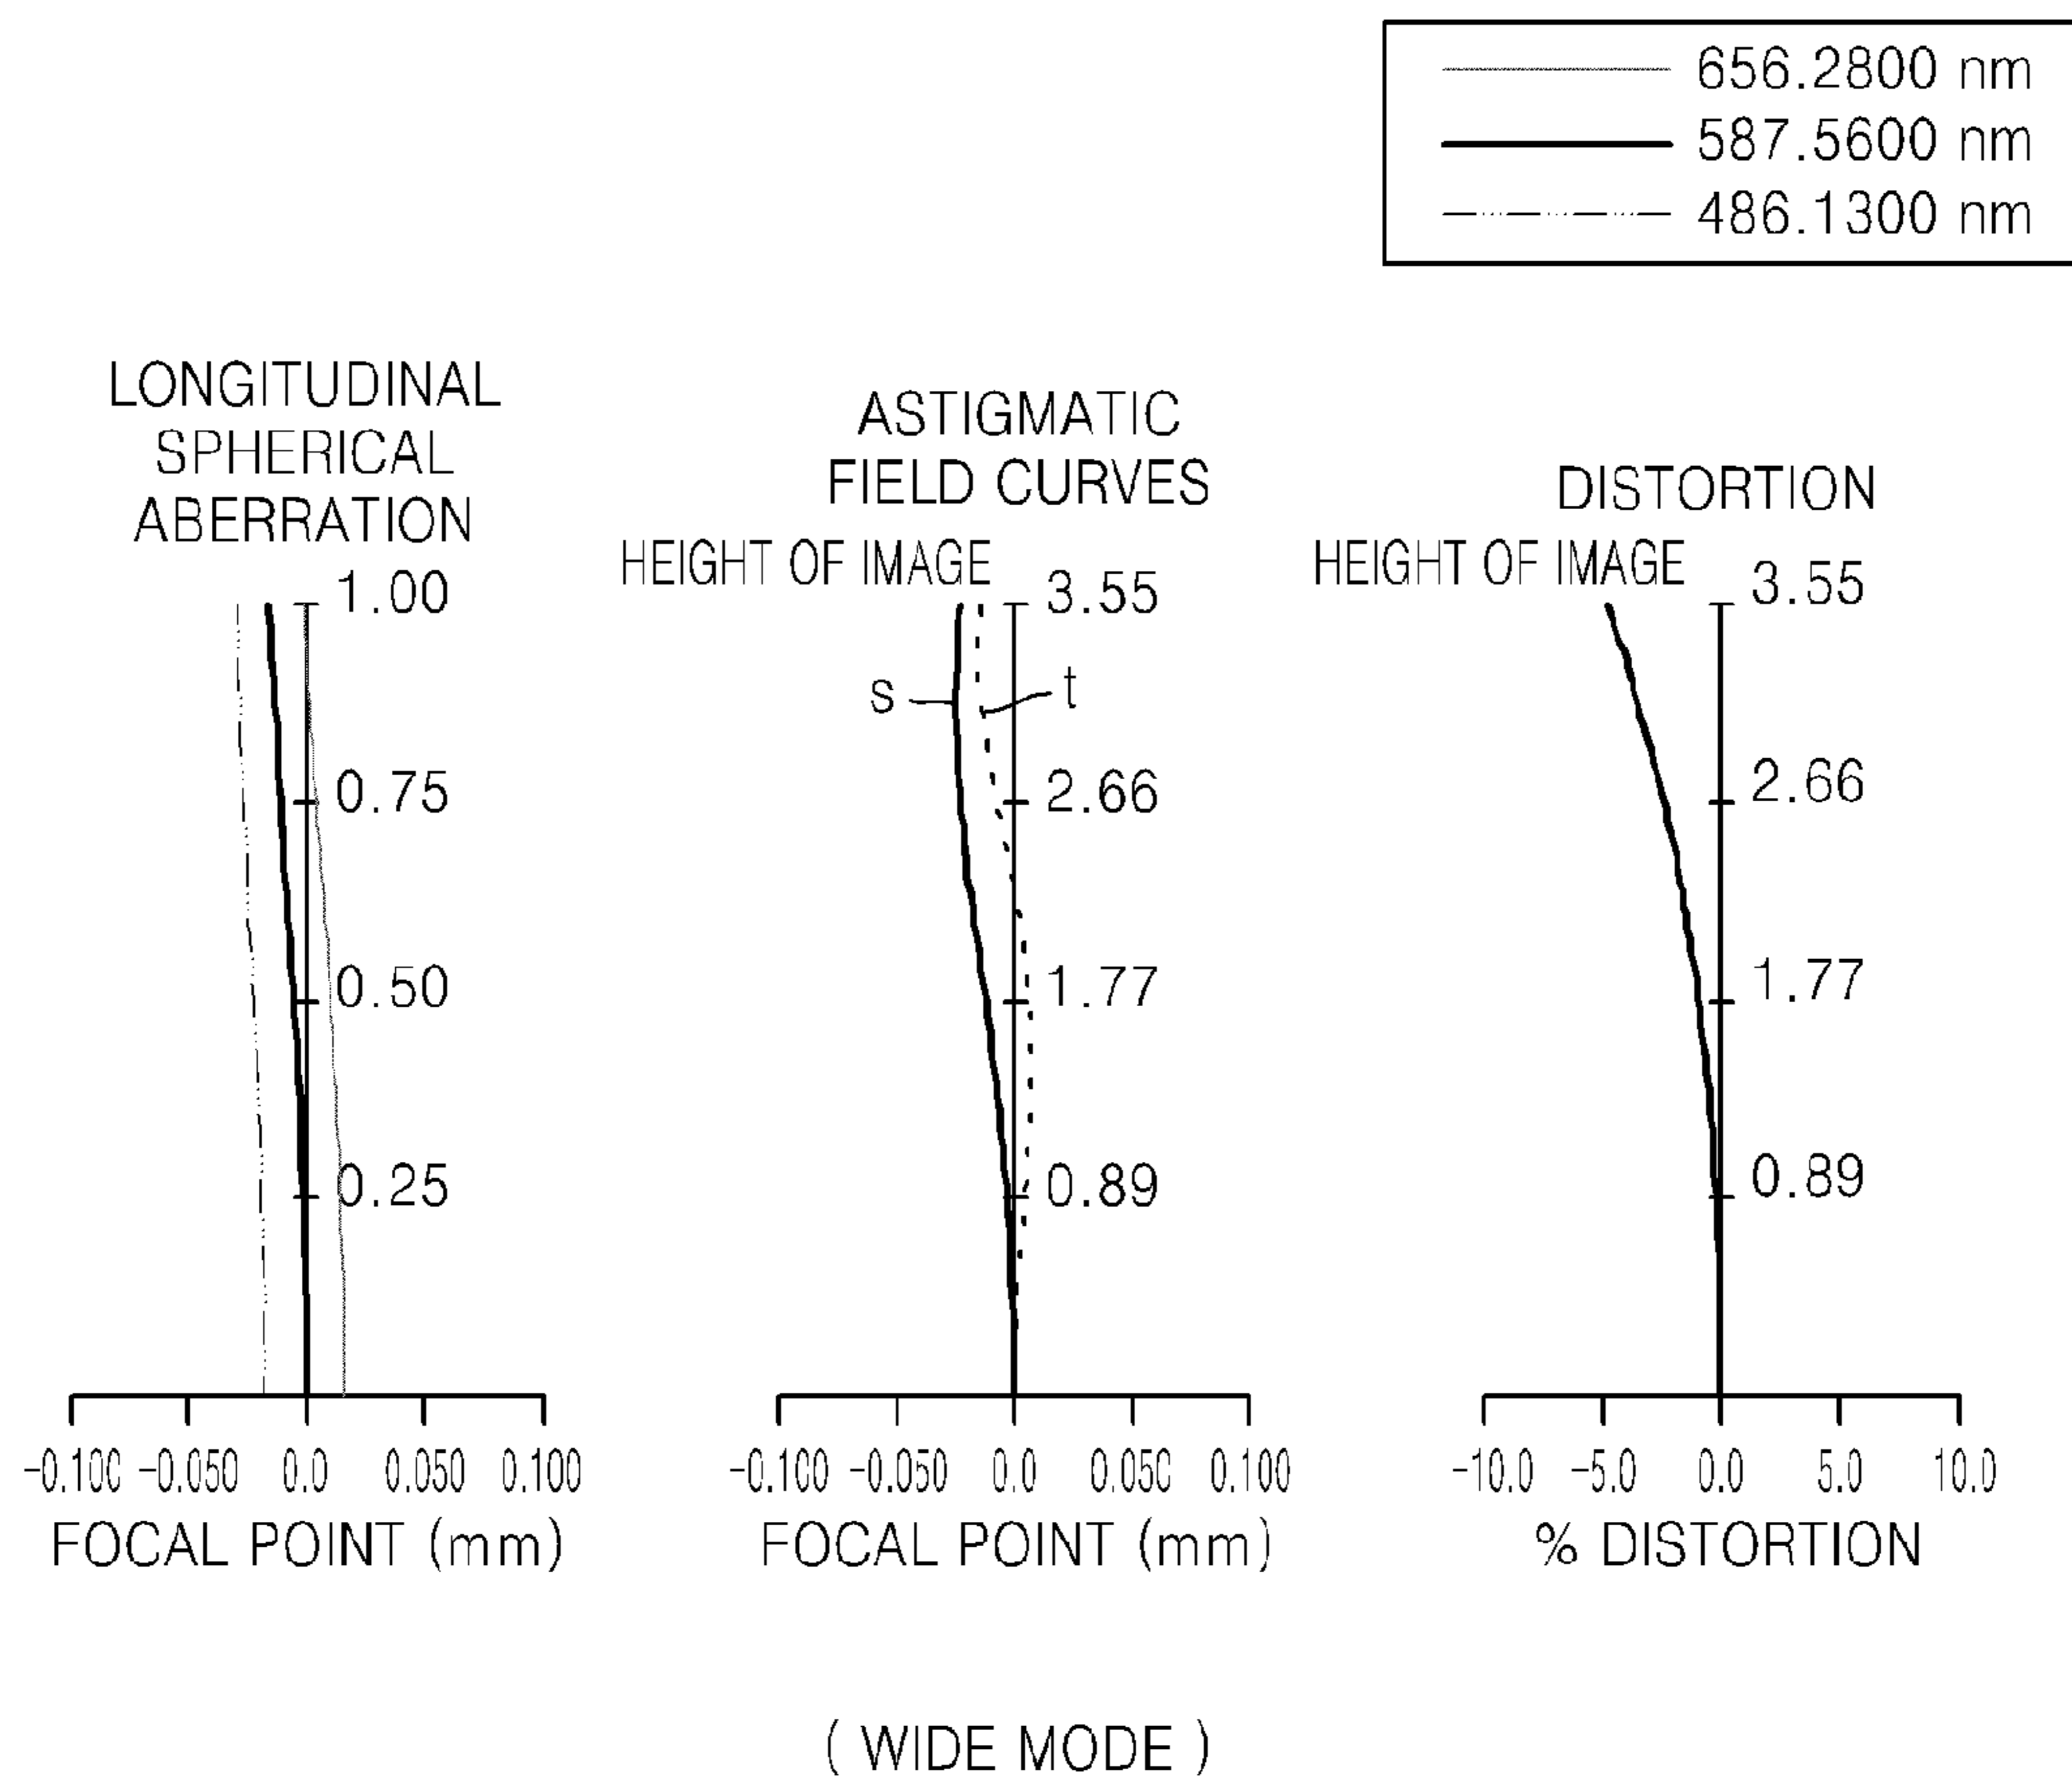 656.2800 nm
587.5600 nm
486.1300 nm
LONGITUDINAL
SPHERICAL
ABERRATION
1.00
0.75
0.50
0.25
-0.100 -0.050 0.0 0.050 0.100
FOCAL POINT (mm)
ASTIGMATIC
FIELD CURVES
HEIGHT OF IMAGE
3.55
s
t
2.66
1.77
0.89
-0.100 -0.050 0.0 0.050 0.100
FOCAL POINT (mm)
DISTORTION
HEIGHT OF IMAGE
3.55
2.66
1.77
0.89
-10.0 -5.0 0.0 5.0 10.0
% DISTORTION
( WIDE MODE )